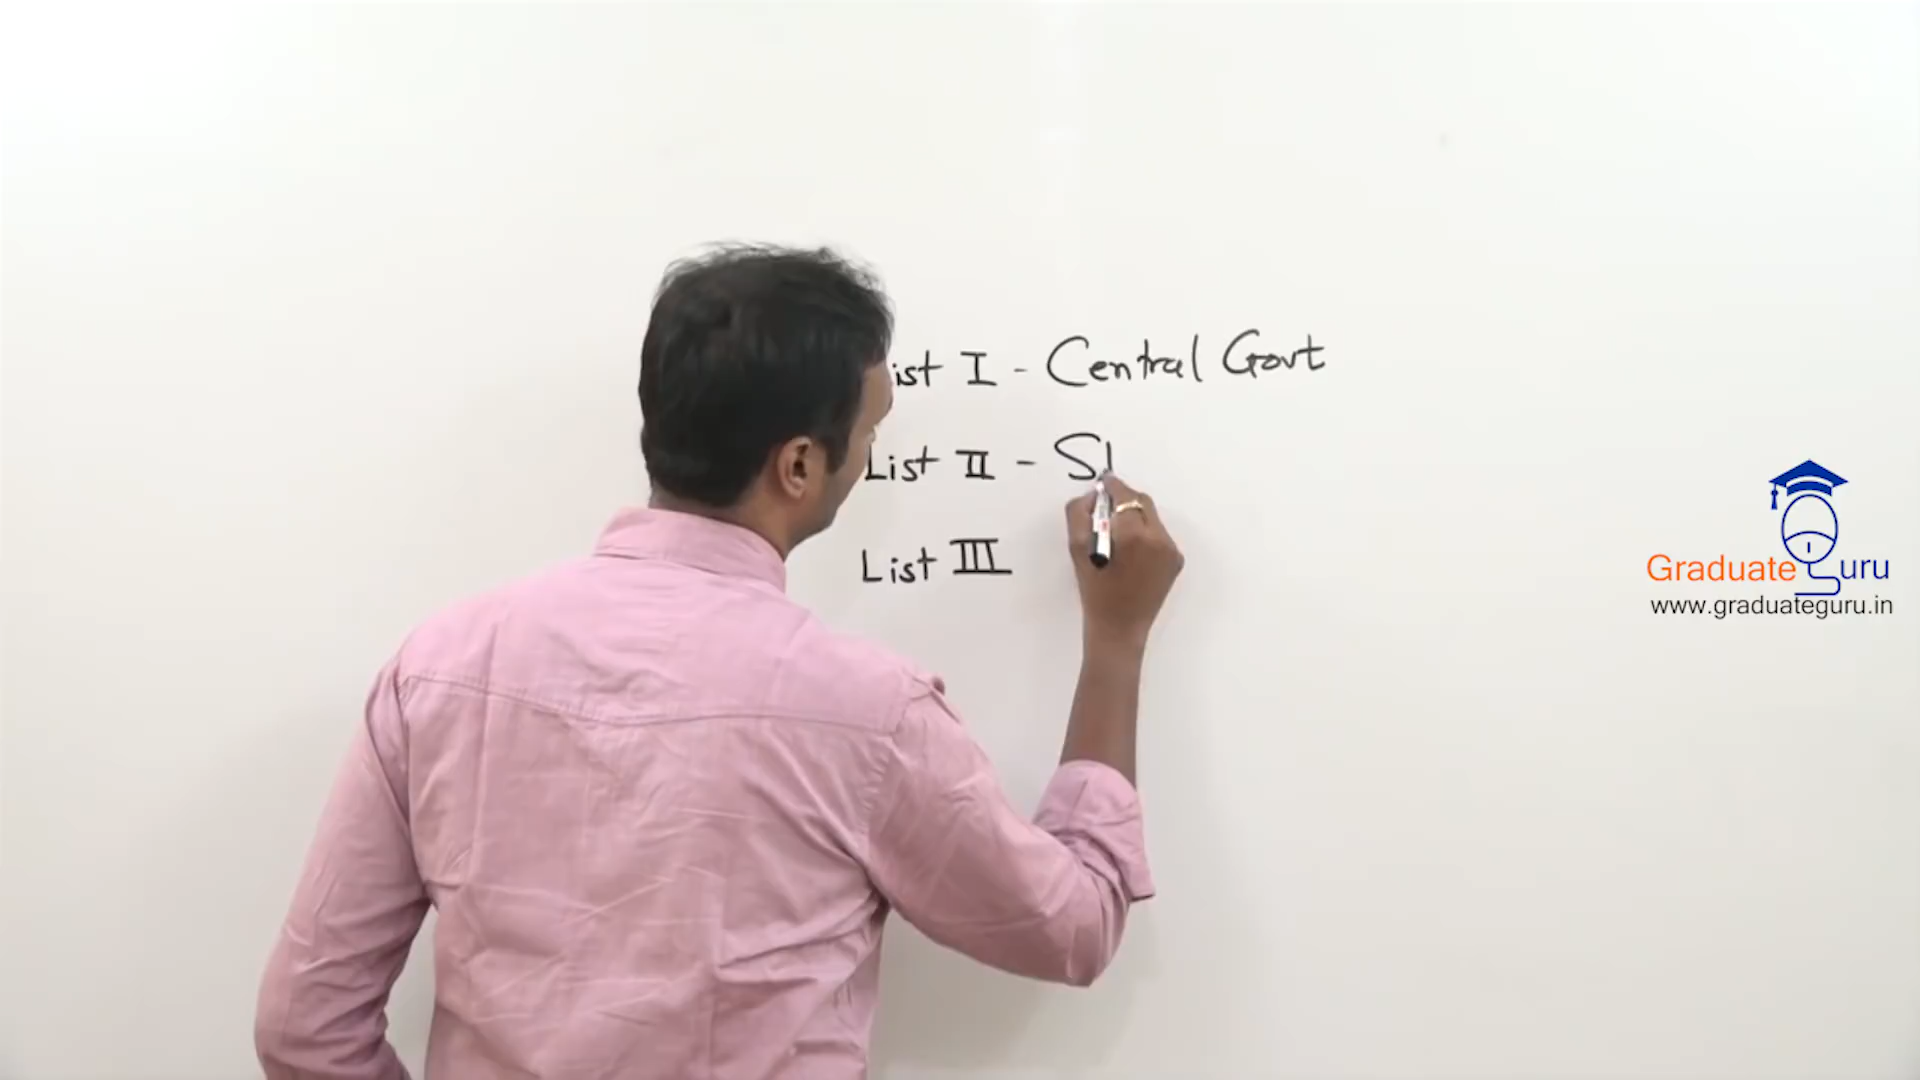 ist I - Central Govt
List II - S
List III
Graduate Guru
www.graduateguru.in